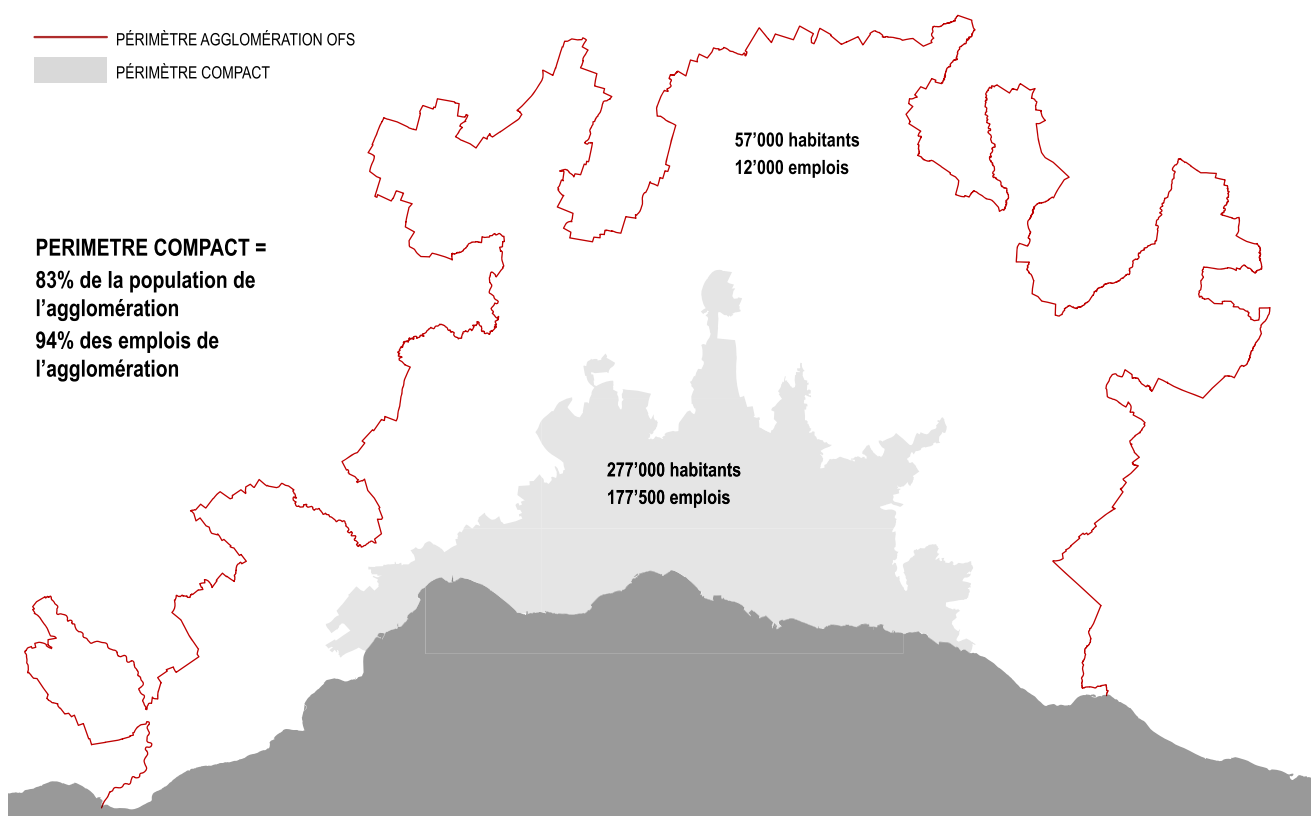 PÉRIMÈTRE AGGLOMÉRATION OFS
PÉRIMÈTRE COMPACT
57’000 habitants
12’000 emplois
PERIMETRE COMPACT =
83% de la population de
l’agglomération
94% des emplois de
l’agglomération
277’000 habitants
177’500 emplois